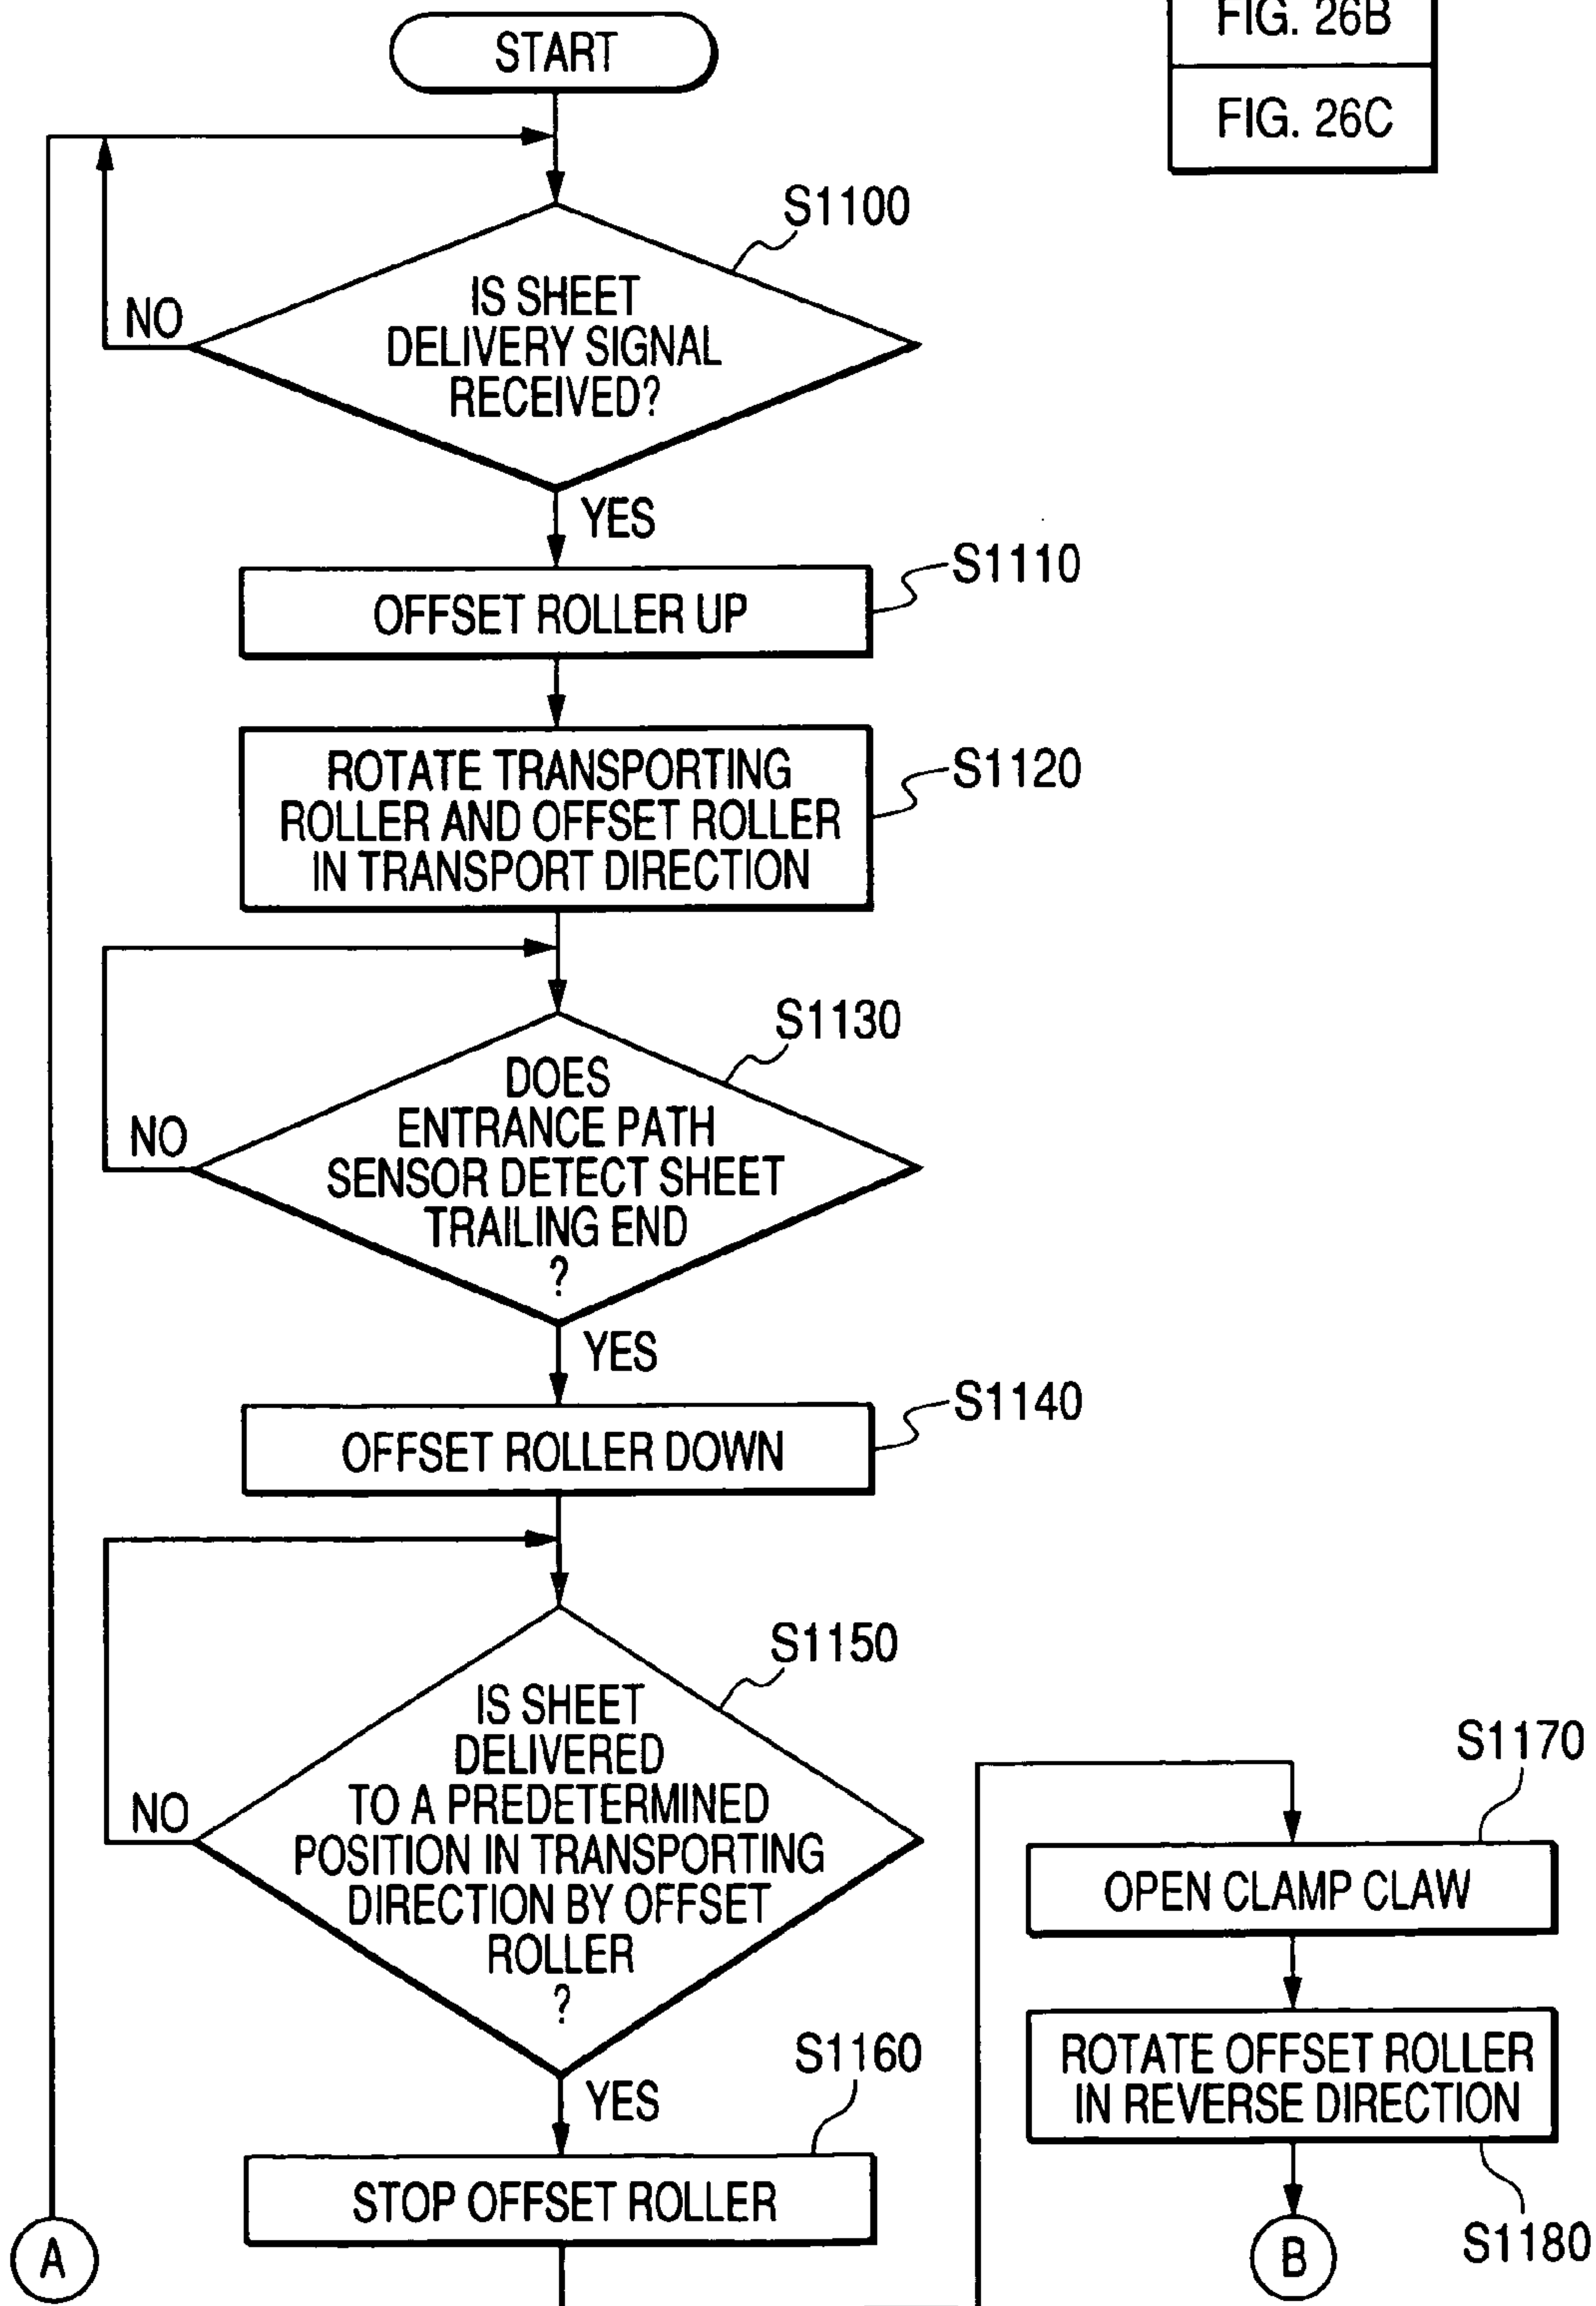 FIG. 26B
FIG. 26C
START
S1100
IS SHEET
DELIVERY SIGNAL
RECEIVED?
NO
YES
S1110
OFFSET ROLLER UP
S1120
ROTATE TRANSPORTING
ROLLER AND OFFSET ROLLER
IN TRANSPORT DIRECTION
S1130
DOES
ENTRANCE PATH
SENSOR DETECT SHEET
TRAILING END
?
NO
YES
S1140
OFFSET ROLLER DOWN
S1150
IS SHEET
DELIVERED
TO A PREDETERMINED
POSITION IN TRANSPORTING
DIRECTION BY OFFSET
ROLLER
?
NO
YES
S1160
STOP OFFSET ROLLER
A
S1170
OPEN CLAMP CLAW
ROTATE OFFSET ROLLER
IN REVERSE DIRECTION
S1180
B